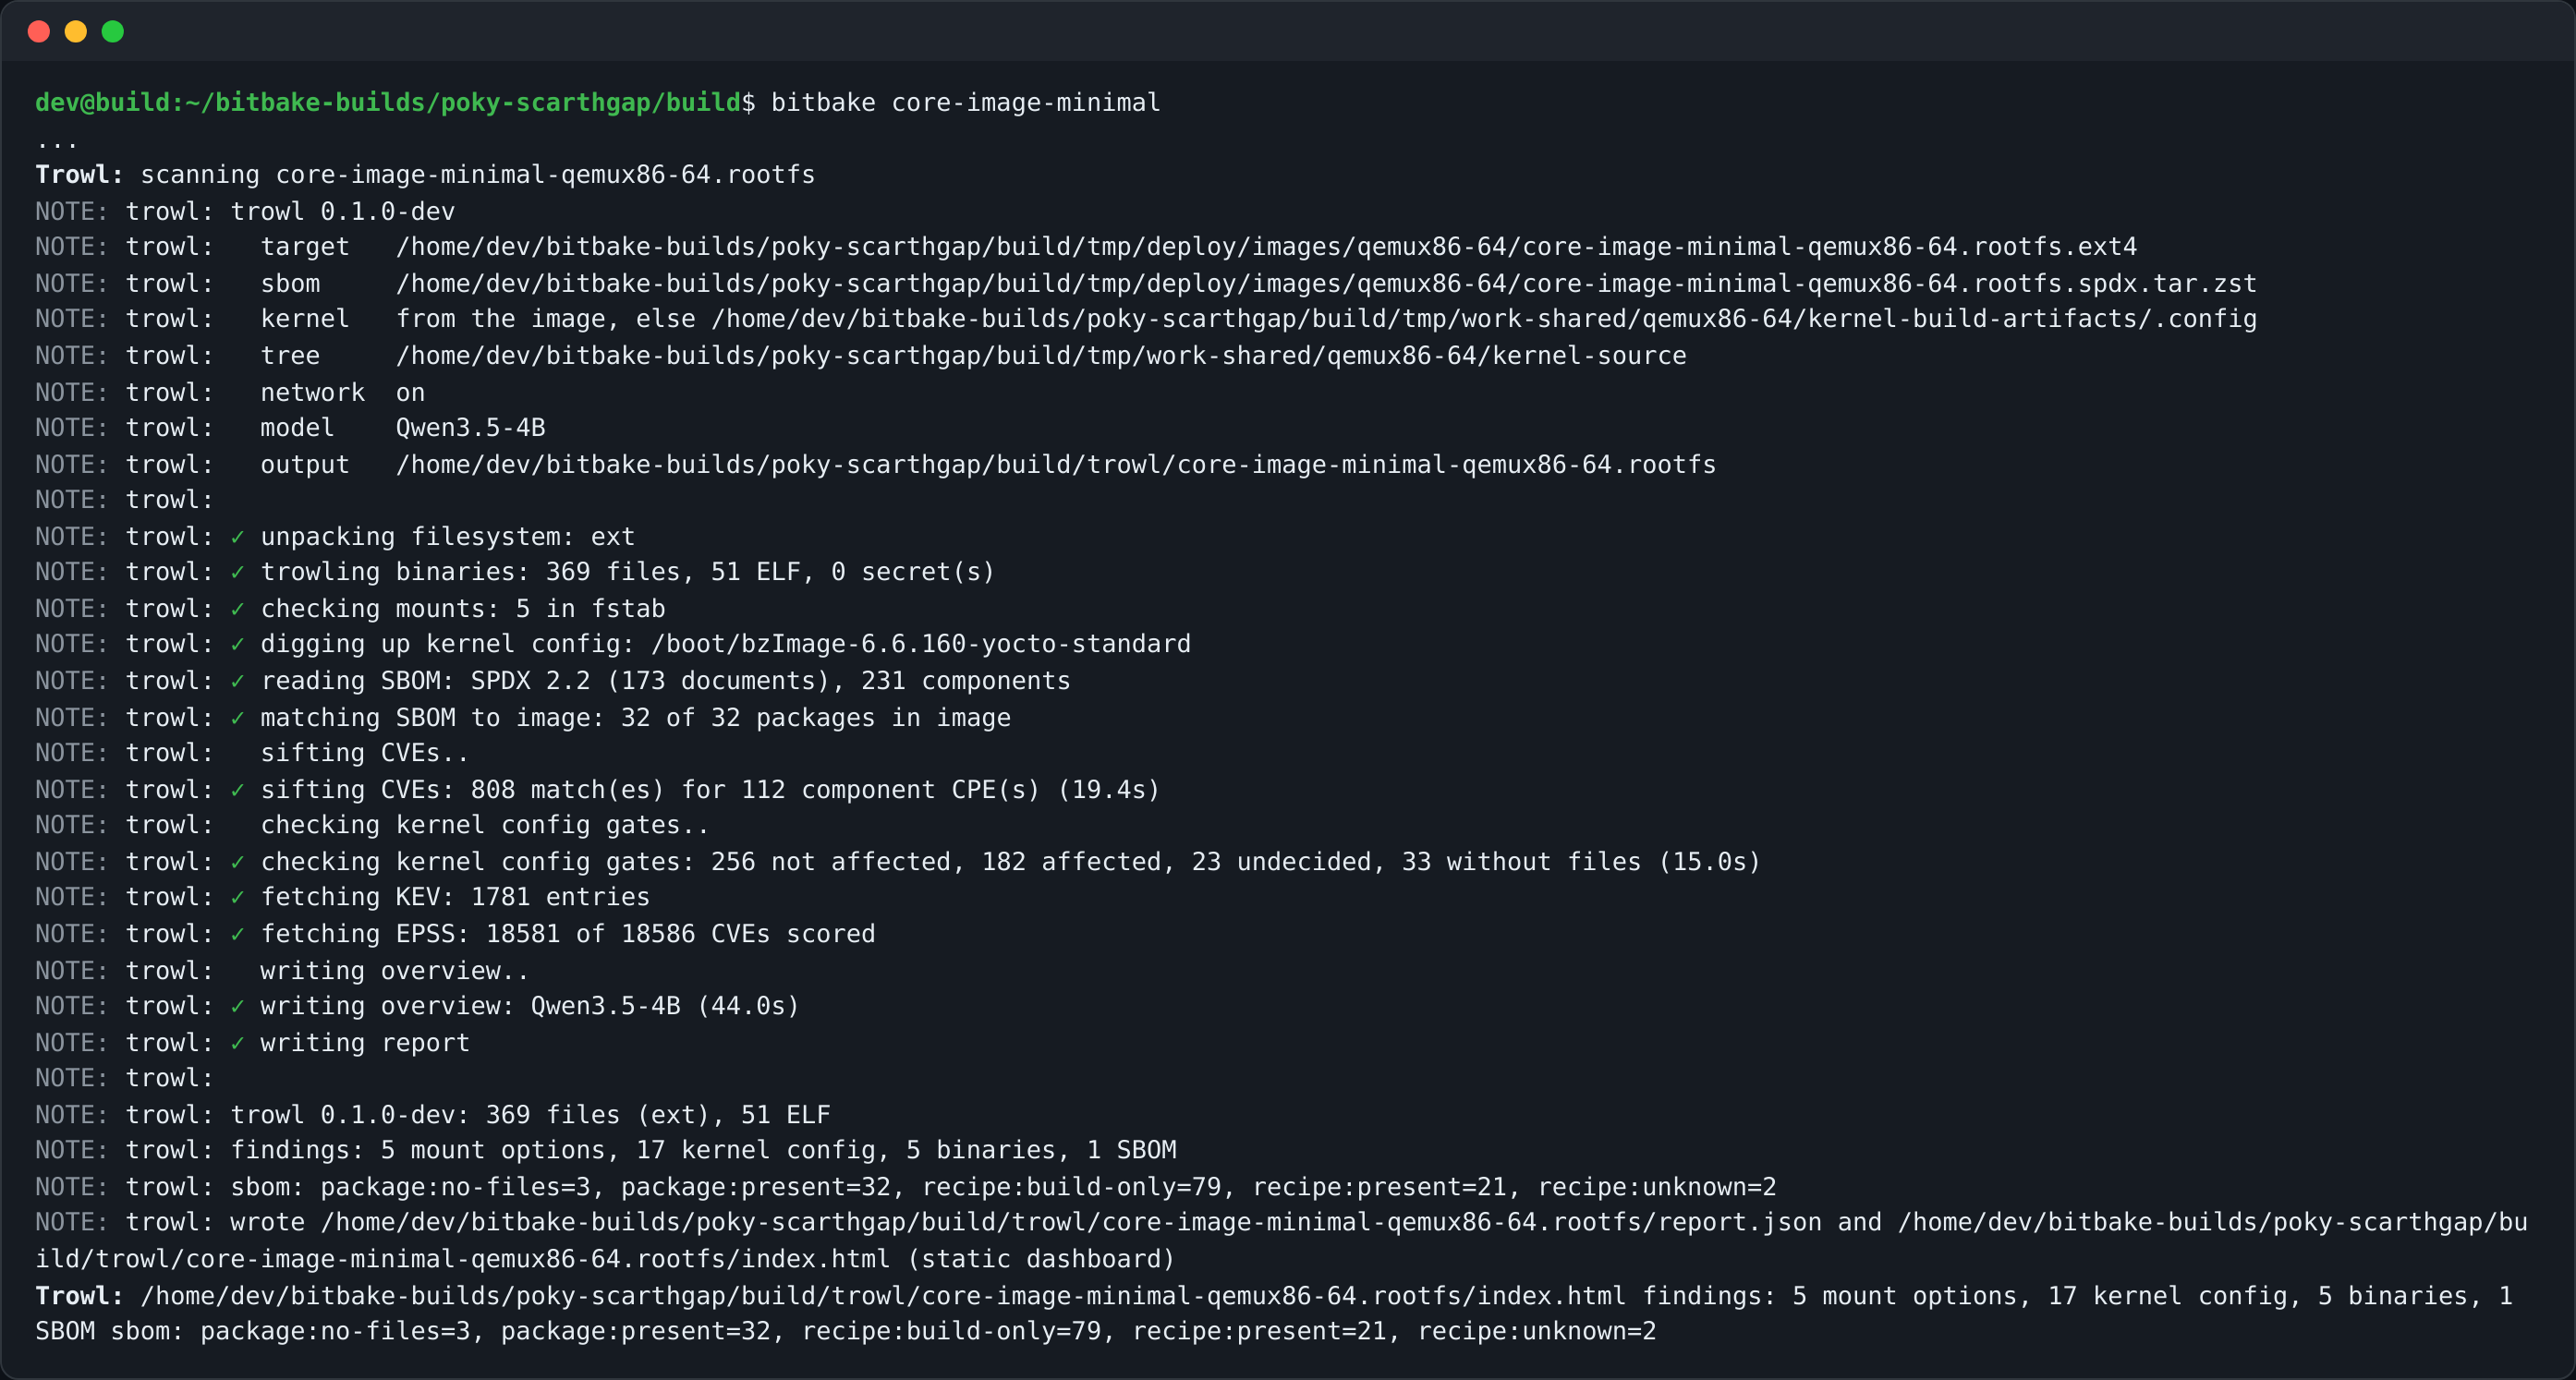 dev@build:~/bitbake-builds/poky-scarthgap/build$ bitbake core-image-minimal
...
Trowl: scanning core-image-minimal-qemux86-64.rootfs
NOTE: trowl: trowl 0.1.0-dev
NOTE: trowl:   target   /home/dev/bitbake-builds/poky-scarthgap/build/tmp/deploy/images/qemux86-64/core-image-minimal-qemux86-64.rootfs.ext4
NOTE: trowl:   sbom     /home/dev/bitbake-builds/poky-scarthgap/build/tmp/deploy/images/qemux86-64/core-image-minimal-qemux86-64.rootfs.spdx.tar.zst
NOTE: trowl:   kernel   from the image, else /home/dev/bitbake-builds/poky-scarthgap/build/tmp/work-shared/qemux86-64/kernel-build-artifacts/.config
NOTE: trowl:   tree     /home/dev/bitbake-builds/poky-scarthgap/build/tmp/work-shared/qemux86-64/kernel-source
NOTE: trowl:   network  on
NOTE: trowl:   model    Qwen3.5-4B
NOTE: trowl:   output   /home/dev/bitbake-builds/poky-scarthgap/build/trowl/core-image-minimal-qemux86-64.rootfs
NOTE: trowl:
NOTE: trowl: ✓ unpacking filesystem: ext
NOTE: trowl: ✓ trowling binaries: 369 files, 51 ELF, 0 secret(s)
NOTE: trowl: ✓ checking mounts: 5 in fstab
NOTE: trowl: ✓ digging up kernel config: /boot/bzImage-6.6.160-yocto-standard
NOTE: trowl: ✓ reading SBOM: SPDX 2.2 (173 documents), 231 components
NOTE: trowl: ✓ matching SBOM to image: 32 of 32 packages in image
NOTE: trowl:   sifting CVEs..
NOTE: trowl: ✓ sifting CVEs: 808 match(es) for 112 component CPE(s) (19.4s)
NOTE: trowl:   checking kernel config gates..
NOTE: trowl: ✓ checking kernel config gates: 256 not affected, 182 affected, 23 undecided, 33 without files (15.0s)
NOTE: trowl: ✓ fetching KEV: 1781 entries
NOTE: trowl: ✓ fetching EPSS: 18581 of 18586 CVEs scored
NOTE: trowl:   writing overview..
NOTE: trowl: ✓ writing overview: Qwen3.5-4B (44.0s)
NOTE: trowl: ✓ writing report
NOTE: trowl:
NOTE: trowl: trowl 0.1.0-dev: 369 files (ext), 51 ELF
NOTE: trowl: findings: 5 mount options, 17 kernel config, 5 binaries, 1 SBOM
NOTE: trowl: sbom: package:no-files=3, package:present=32, recipe:build-only=79, recipe:present=21, recipe:unknown=2
NOTE: trowl: wrote /home/dev/bitbake-builds/poky-scarthgap/build/trowl/core-image-minimal-qemux86-64.rootfs/report.json and /home/dev/bitbake-builds/poky-scarthgap/bu
ild/trowl/core-image-minimal-qemux86-64.rootfs/index.html (static dashboard)
Trowl: /home/dev/bitbake-builds/poky-scarthgap/build/trowl/core-image-minimal-qemux86-64.rootfs/index.html findings: 5 mount options, 17 kernel config, 5 binaries, 1
SBOM sbom: package:no-files=3, package:present=32, recipe:build-only=79, recipe:present=21, recipe:unknown=2